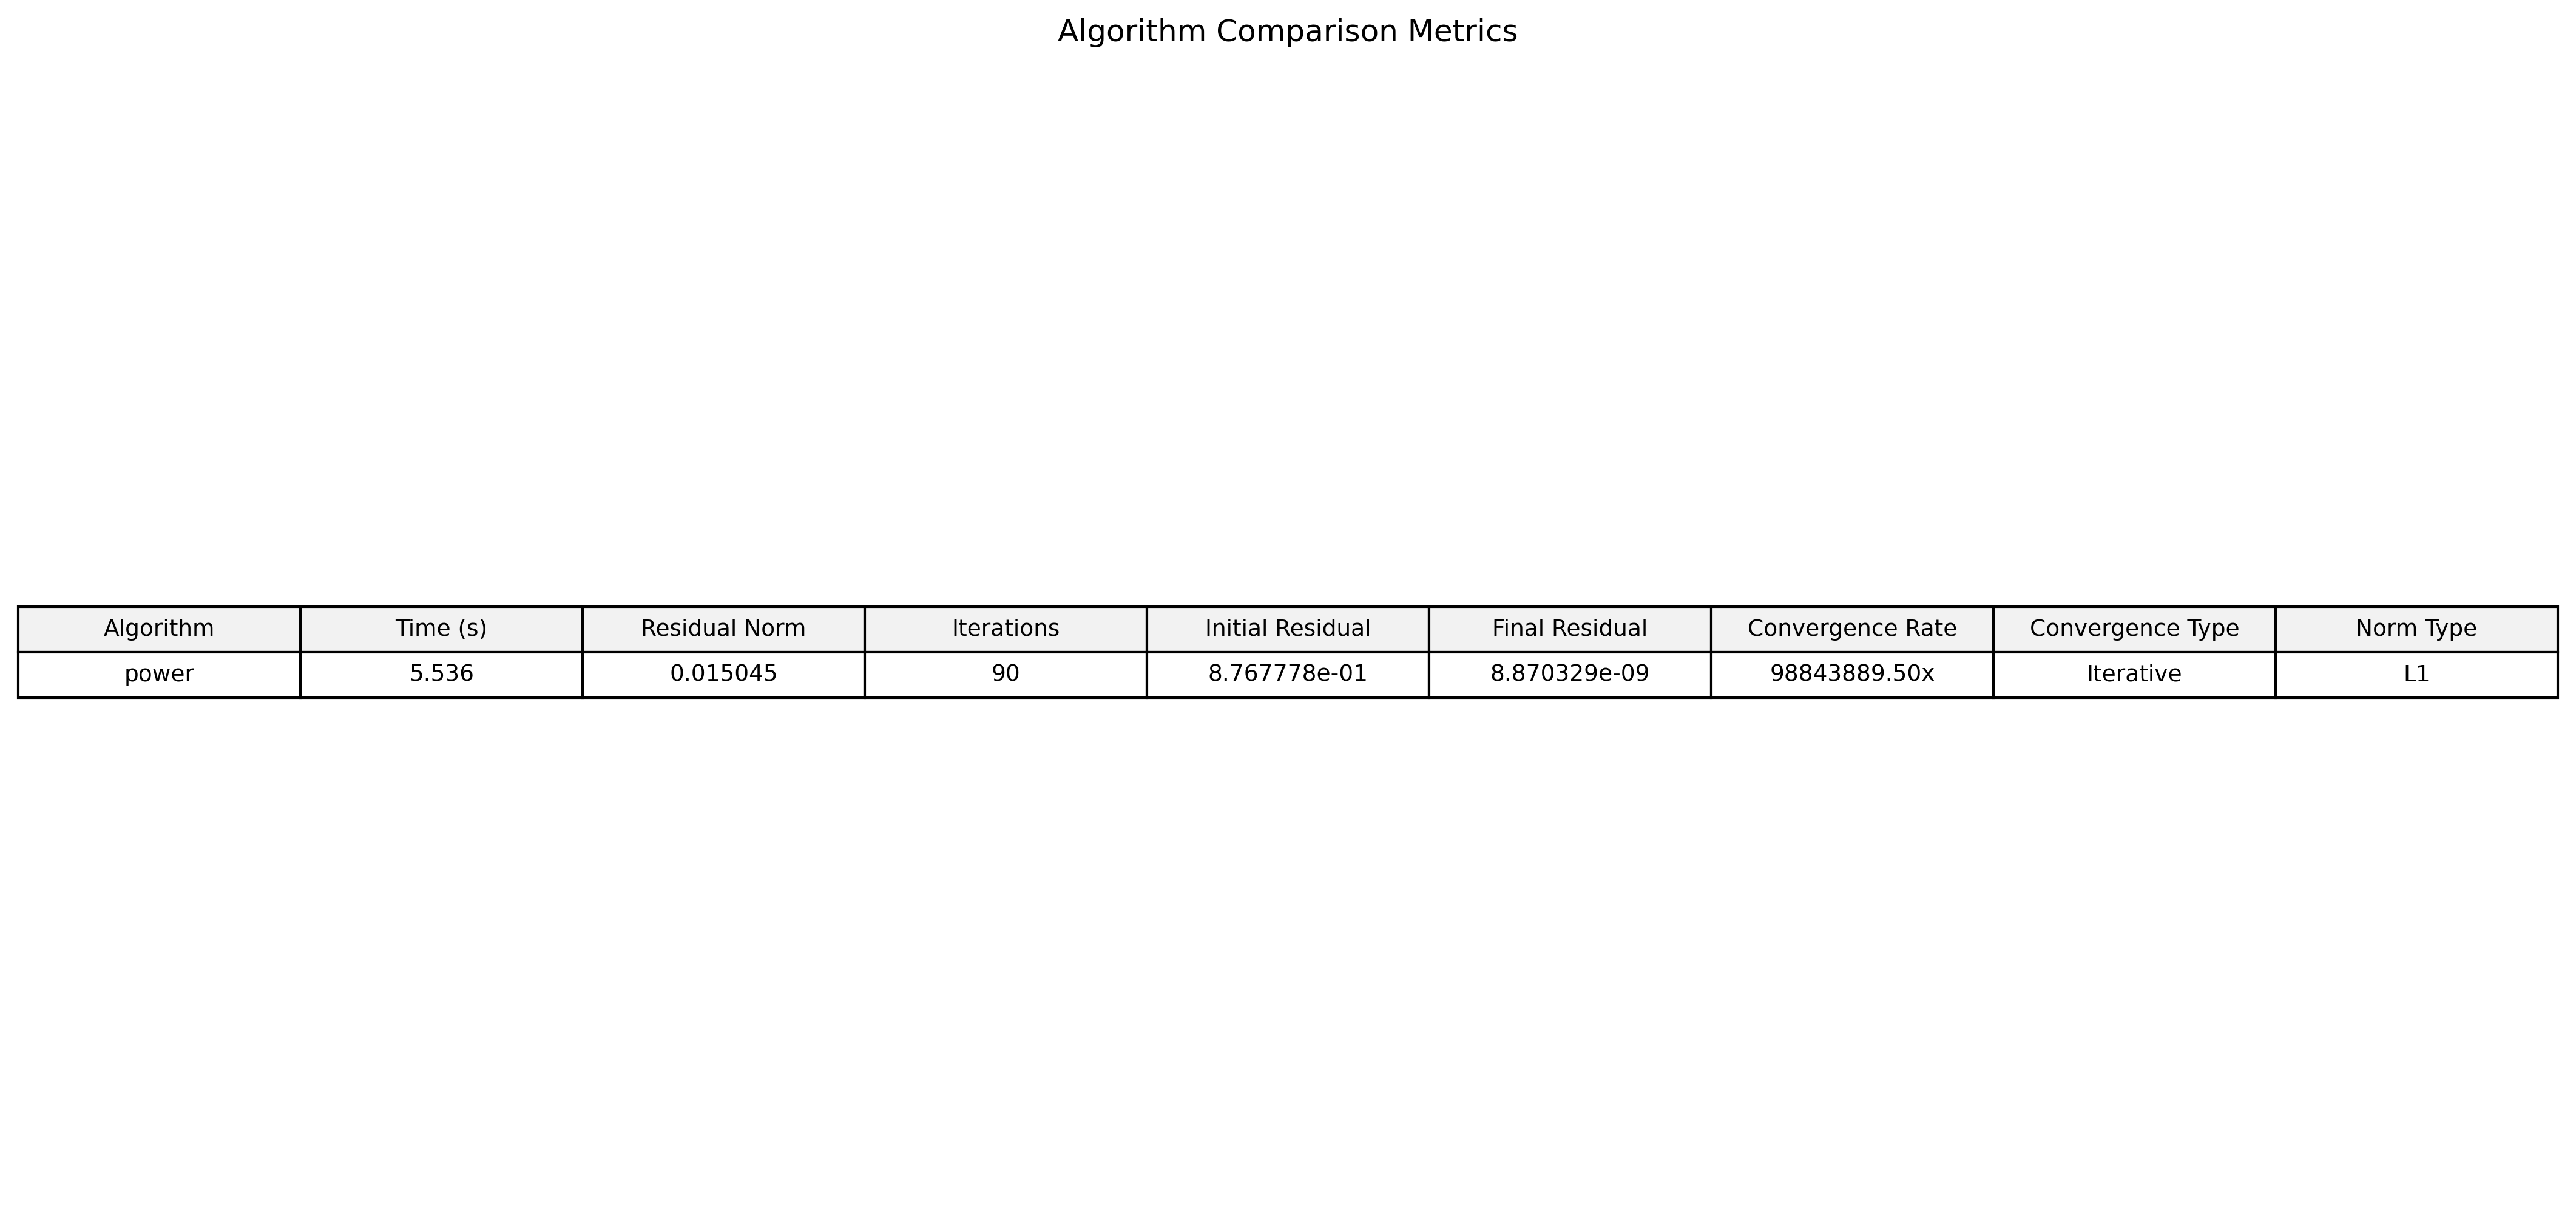 Algorithm Comparison Metrics
Algorithm Time (s) Residual Norm Iterations Initial Residual Final Residual Convergence Rate Convergence Type Norm Type
power 5.536 0.015045 90 8.767778e-01 8.870329e-09 98843889.50x Iterative L1